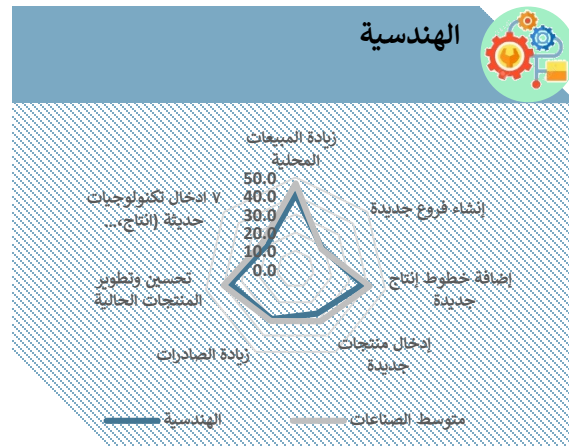 الهندسية
زيادة المبيعات
المحلية
50.0
40.0
30.0
20.0
10.0
0.0
إنشاء فروع جديدة
إضافة خطوط إنتاج
جديدة
إدخال منتجات
جديدة
زيادة الصادرات
تحسين وتطوير
المنتجات الحالية
٧ ادخال تكنولوجيات
حديثة (انتاج،...
متوسط الصناعات
الهندسية